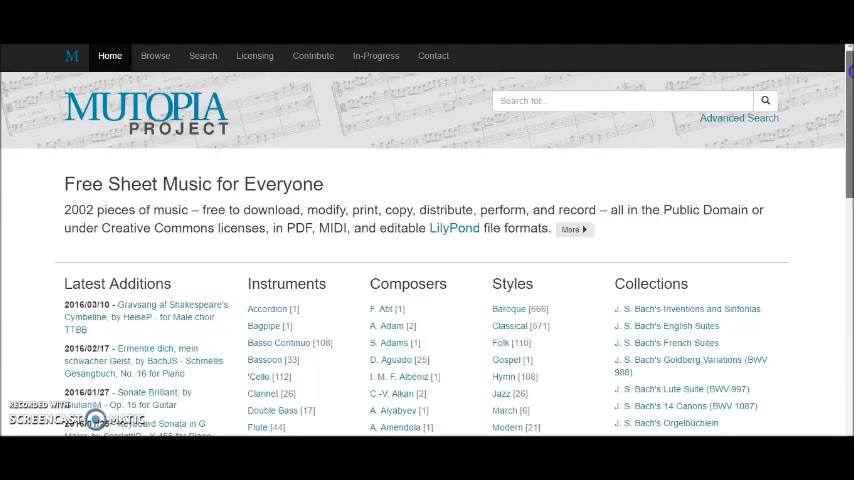 M Home Browse Search Licensing Contribute In-Progress Contact
MUTOPIA
PROJECT
Search for...
Advanced Search
Free Sheet Music for Everyone
2002 pieces of music – free to download, modify, print, copy, distribute, perform, and record – all in the Public Domain or
under Creative Commons licenses, in PDF, MIDI, and editable LilyPond file formats. More
Latest Additions
2016/03/10 - Gravsang af Shakespeare's
Cymbeline, by HeiseP - for Male choir
TTBB
2016/02/17 - Ermentre dich, mein
schwacher Geist, by BachJS - Schmellis
Gesangbuch, No. 16 for Piano
2016/01/27 - Sonate Brilliant, by
GiulianiM - Op. 15 for Guitar
Keyboard Sonata in G
Instruments
Accordion [1]
Bagpipe [1]
Basso Continuo [108]
Bassoon [33]
'Cello [112]
Clarinet [26]
Double Bass [17]
Flute [44]
Composers
F. Abt [1]
A. Adam [2]
S. Adams [1]
D. Aguado [25]
I. M. F. Albéniz [1]
C.-V. Alkan [2]
A. Alyabyev [1]
A. Amendola [1]
Styles
Baroque [666]
Classical [571]
Folk [110]
Gospel [1]
Hymn [108]
Jazz [26]
March [6]
Modern [21]
Collections
J. S. Bach's Inventions and Sinfonias
J. S. Bach's English Suites
J. S. Bach's French Suites
J. S. Bach's Goldberg Variations (BWV
988)
J. S. Bach's Lute Suite (BWV 997)
J. S. Bach's 14 Canons (BWV 1087)
J. S. Bach's Orgelbüchlein
RECORDED WITH
SCREENCAST MATIC